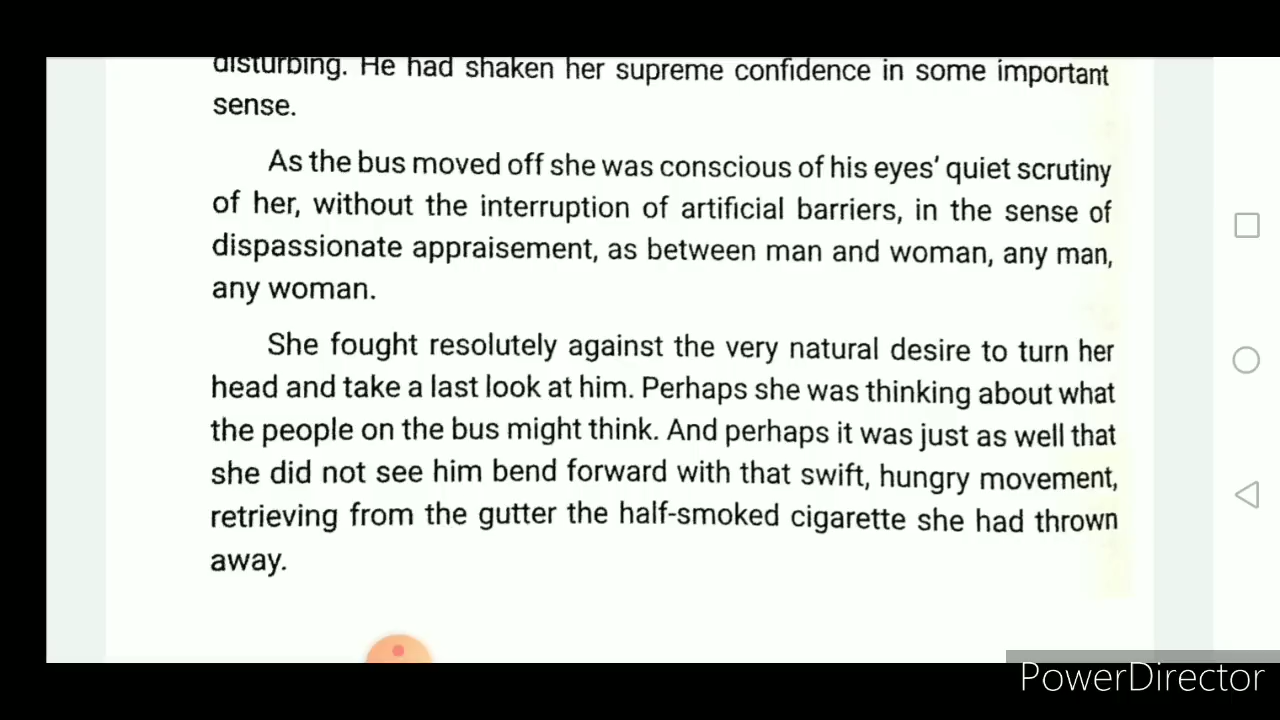 disturbing. He had shaken her supreme confidence in some important
sense.
As the bus moved off she was conscious of his eyes' quiet scrutiny
of her, without the interruption of artificial barriers, in the sense of
dispassionate appraisement, as between man and woman, any man,
any woman.
She fought resolutely against the very natural desire to turn her
head and take a last look at him. Perhaps she was thinking about what
the people on the bus might think. And perhaps it was just as well that
she did not see him bend forward with that swift, hungry movement,
retrieving from the gutter the half-smoked cigarette she had thrown
away.
PowerDirector